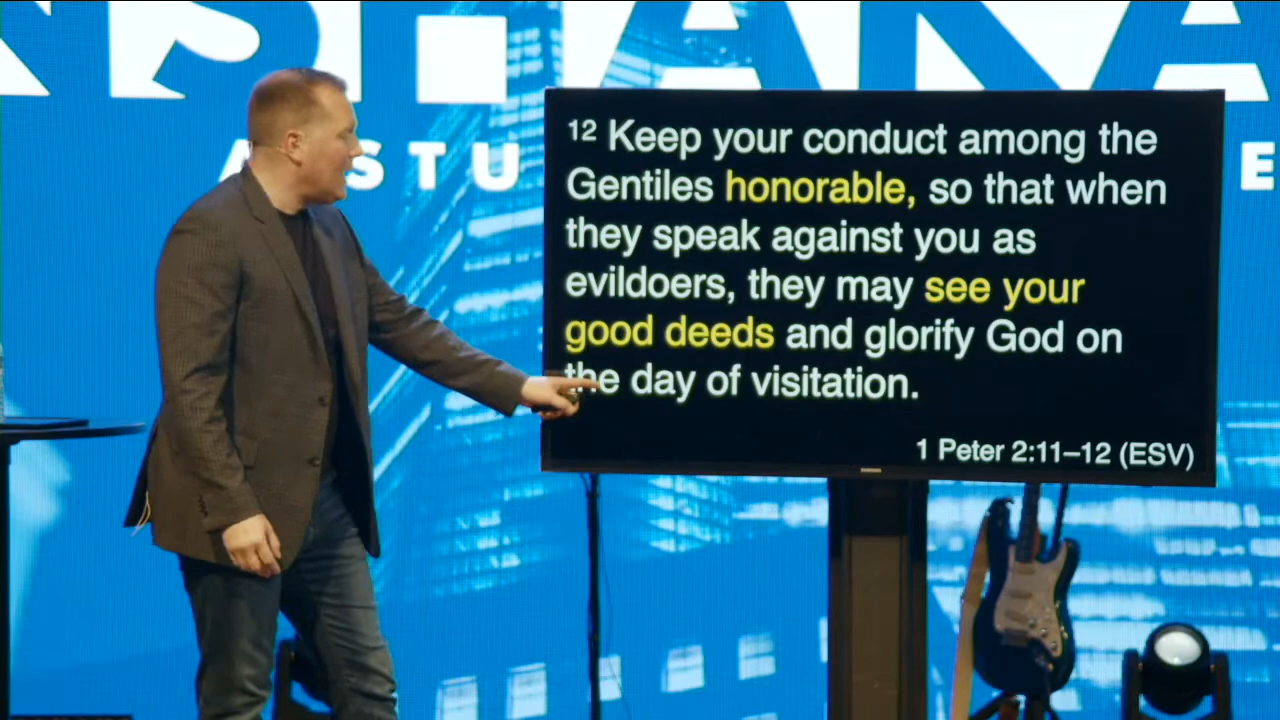 A STU
E
12 Keep your conduct among the
Gentiles honorable, so that when
they speak against you as
evildoers, they may see your
good deeds and glorify God on
the day of visitation.
1 Peter 2:11–12 (ESV)